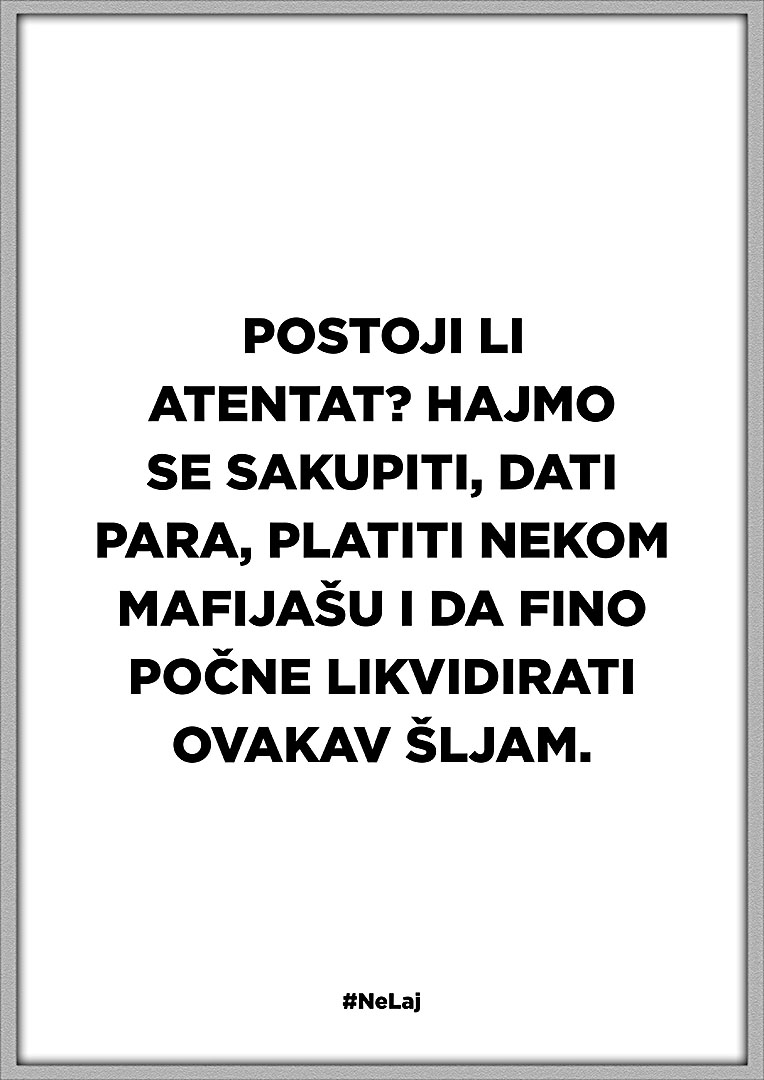 POSTOJI LI
ATENTAT? HAJMO
SE SAKUPITI, DATI
PARA, PLATITI NEKOM
MAFIJAŠU I DA FINO
POČNE LIKVIDIRATI
OVAKAV ŠLJAM.
#NeLaj